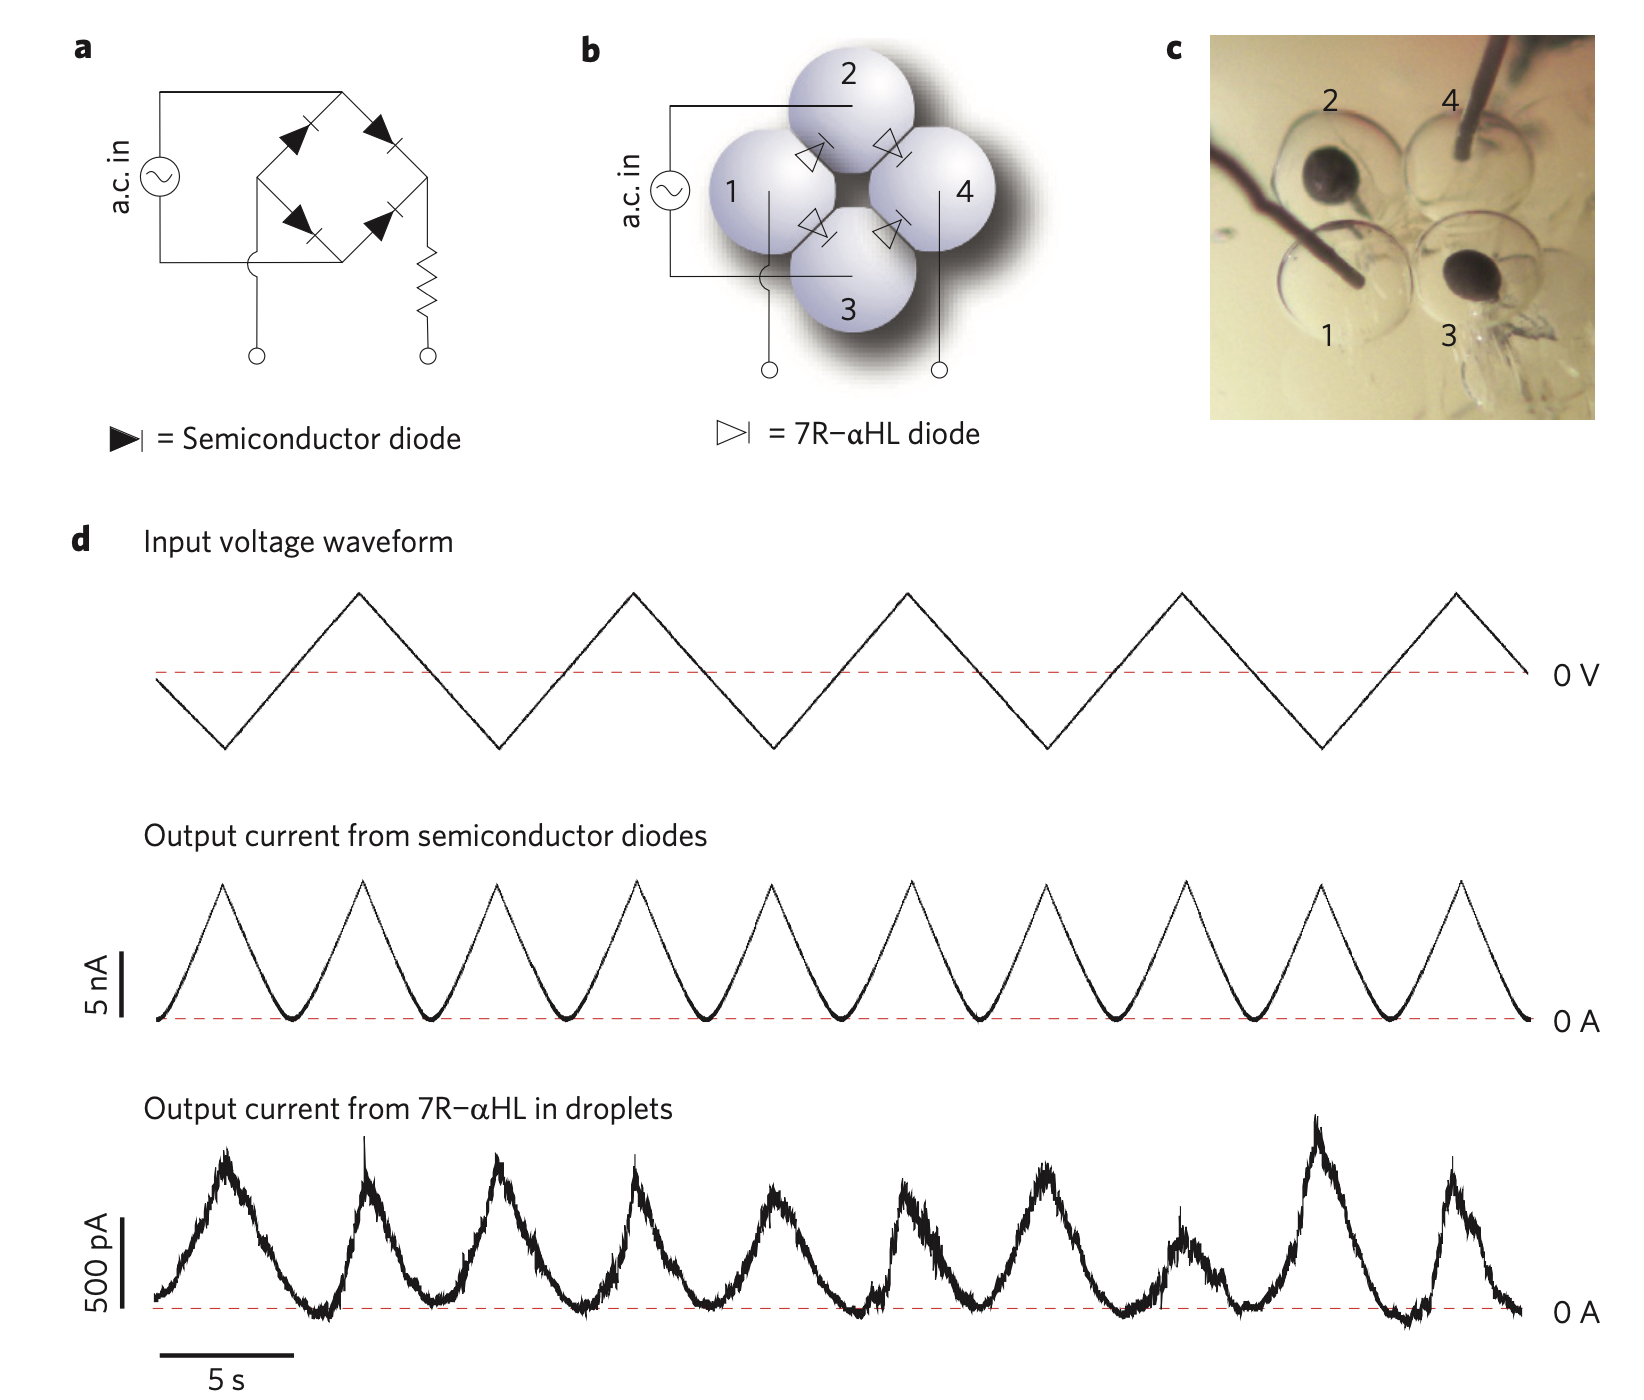 a
a.c. in
= Semiconductor diode
b
a.c. in
2
1
4
3
= 7R–αHL diode
c
2
4
1
3
d
Input voltage waveform
0 V
Output current from semiconductor diodes
5 nA
0 A
Output current from 7R–αHL in droplets
500 pA
0 A
5 s